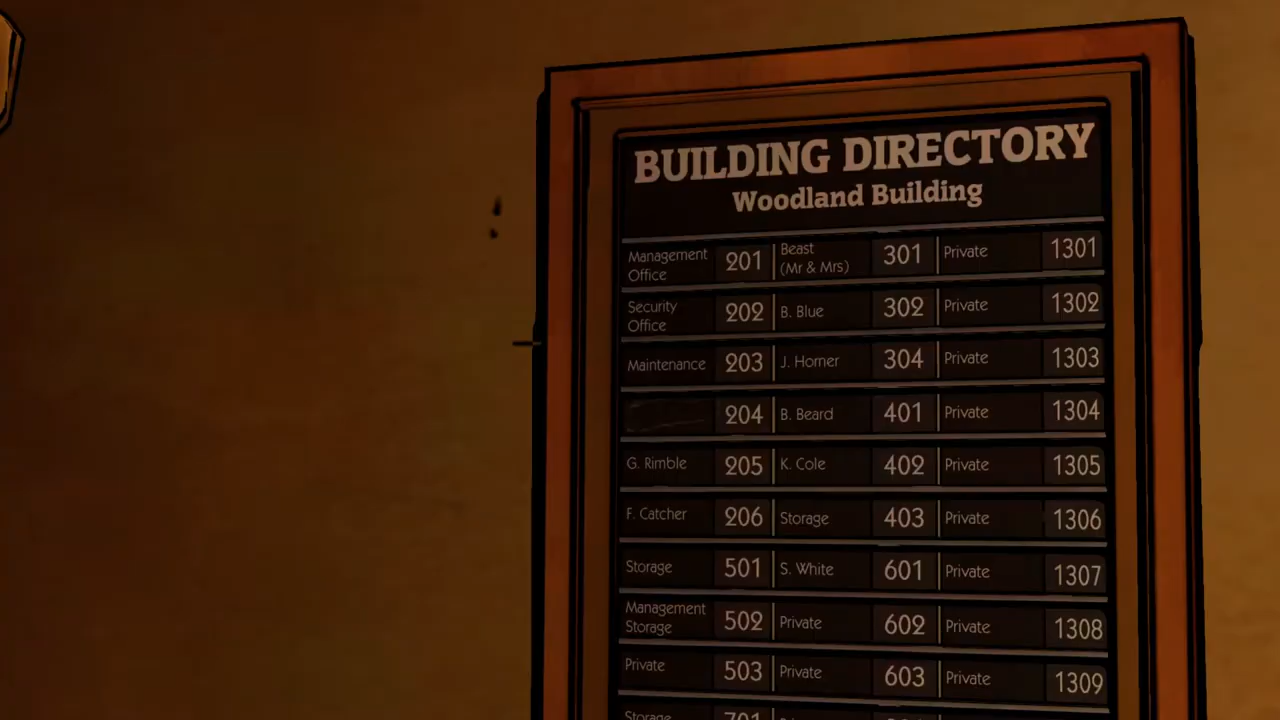 BUILDING DIRECTORY
Woodland Building
Management Office 201 Beast (Mr & Mrs) 301 Private 1301
Security Office 202 B. Blue 302 Private 1302
Maintenance 203 J. Horner 304 Private 1303
204 B. Beard 401 Private 1304
G. Rimble 205 K. Cole 402 Private 1305
F. Catcher 206 Storage 403 Private 1306
Storage 501 S. White 601 Private 1307
Management Storage 502 Private 602 Private 1308
Private 503 Private 603 Private 1309
Storage 701